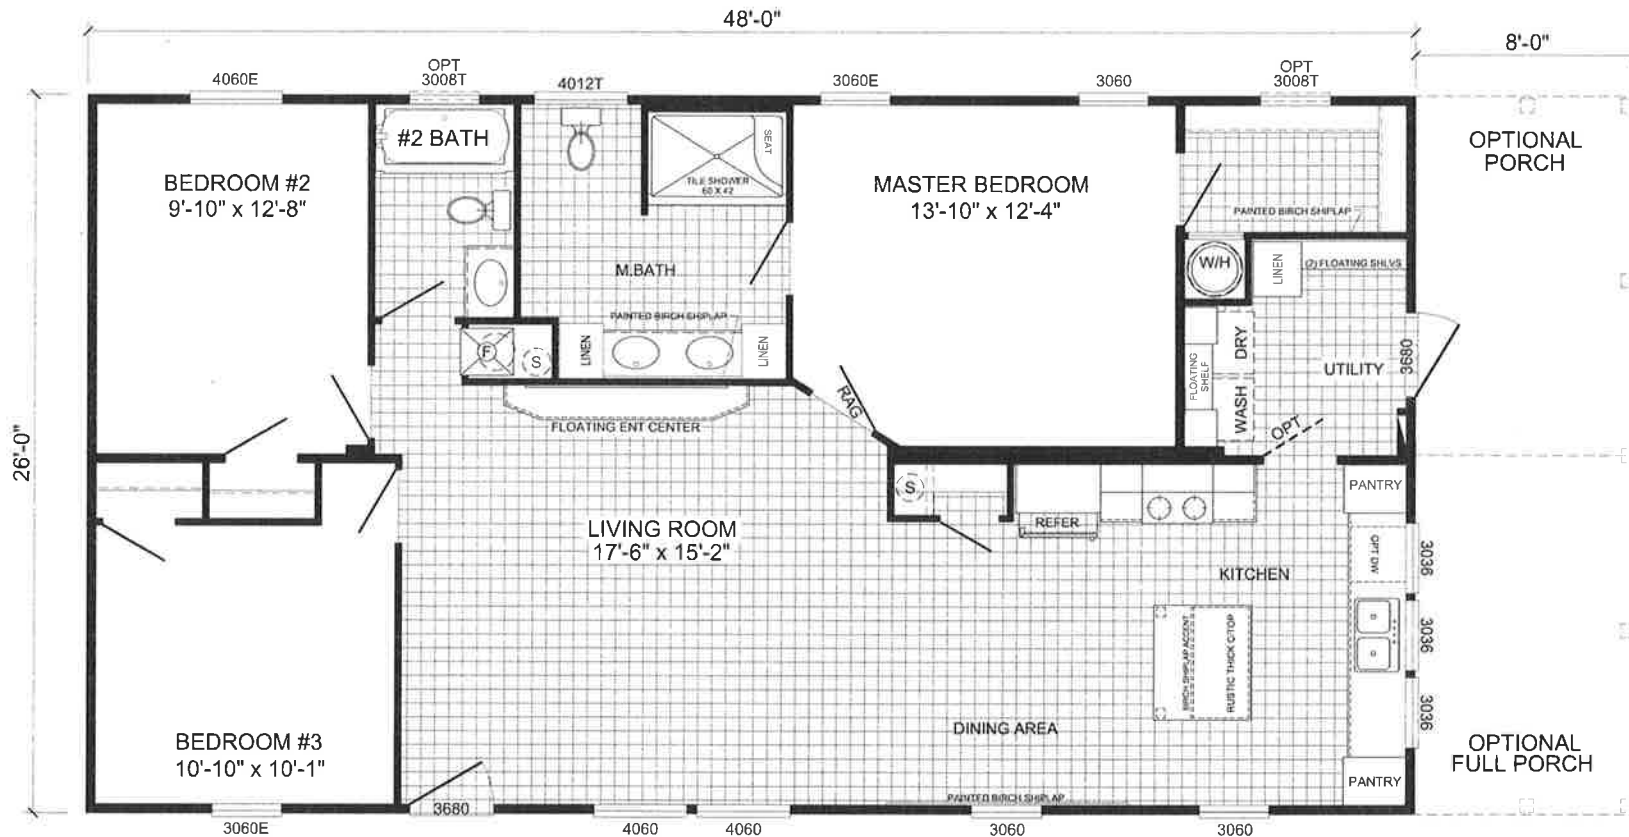 48'-0"
8'-0"
4060E
OPT
3008T
4012T
3060E
3060
OPT
3008T
#2 BATH
SEAT
TILE SHOWER
60 X 42
OPTIONAL
PORCH
BEDROOM #2
9'-10" x 12'-8"
MASTER BEDROOM
13'-10" x 12'-4"
PAINTED BIRCH SHIPLAP
M.BATH
W/H
LINEN
(2) FLOATING SHLVS
PAINTED BIRCH SHIPLAP
F
S
LINEN
LINEN
DRY
FLOATING
SHELF
WASH
UTILITY
3680
RAG
FLOATING ENT CENTER
OPT
26'-0"
S
REFER
PANTRY
LIVING ROOM
17'-6" x 15'-2"
KITCHEN
OPT DW
3036
3036
3036
BIRCH SHIPLAP ACCENT
RUSTIC THICK C-TOP
DINING AREA
BEDROOM #3
10'-10" x 10'-1"
OPTIONAL
FULL PORCH
PANTRY
PAINTED BIRCH SHIPLAP
3680
3060E
4060
4060
3060
3060